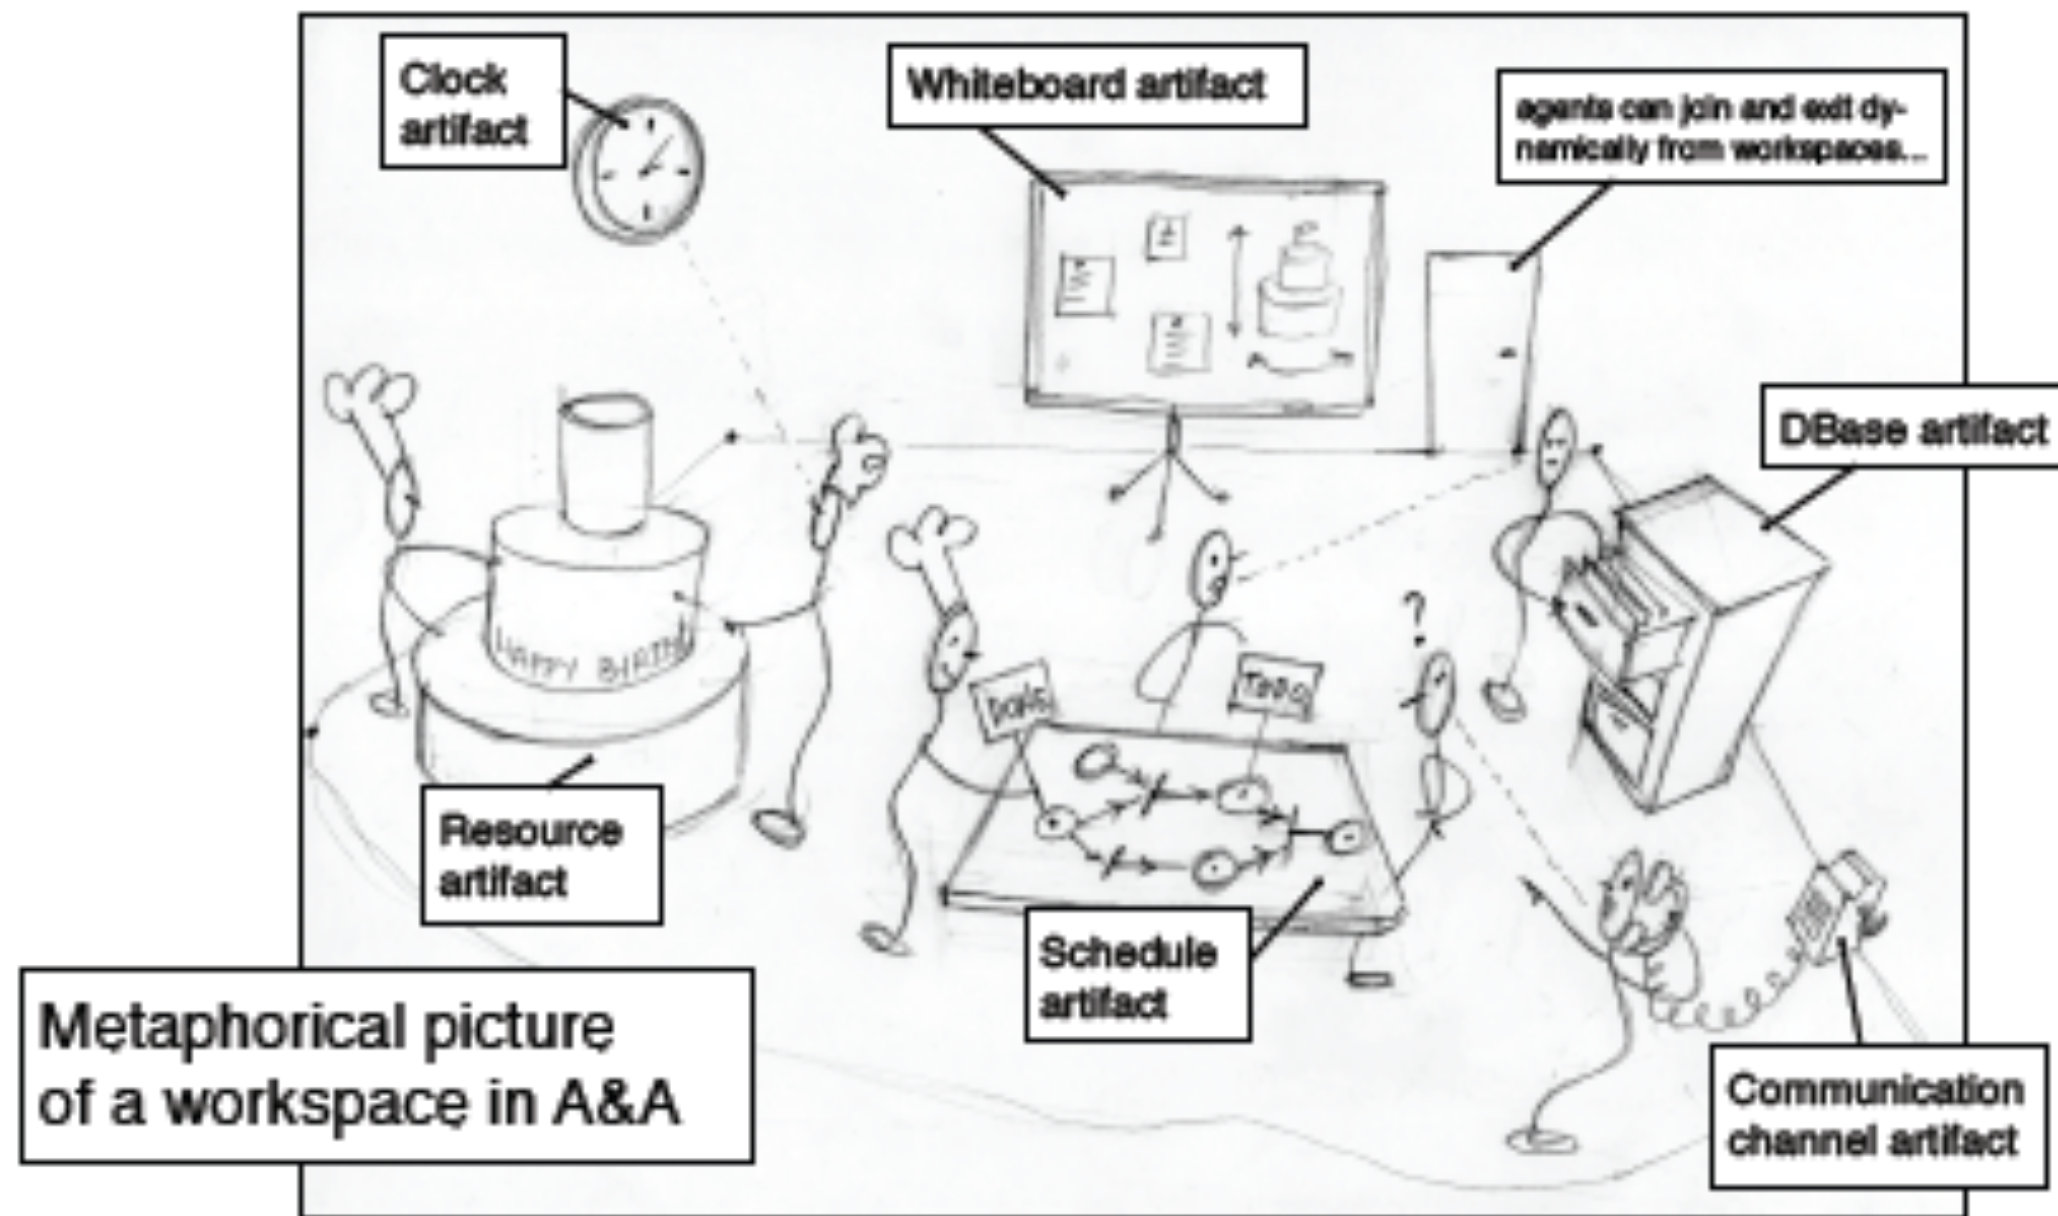 Clock
artifact
Whiteboard artifact
agents can join and exit dy-
namically from workspaces...
DBase artifact
HAPPY BIRTH
DONE
TODO
?
Resource
artifact
Schedule
artifact
Metaphorical picture
of a workspace in A&A
Communication
channel artifact